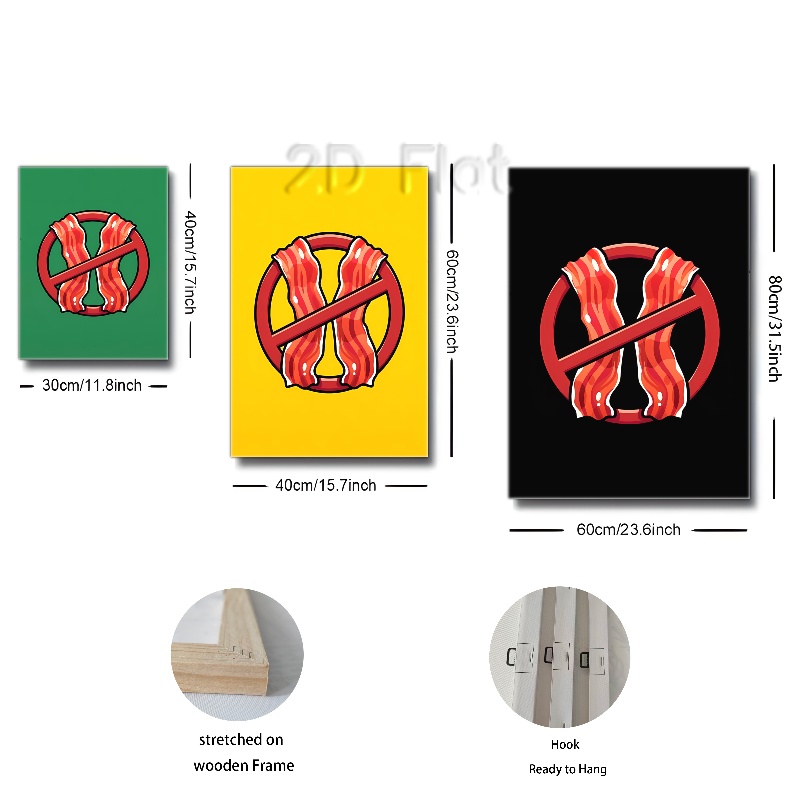 2D Flat
40cm/15.7inch
30cm/11.8inch
60cm/23.6inch
40cm/15.7inch
80cm/31.5inch
60cm/23.6inch
stretched on
wooden Frame
Hook
Ready to Hang